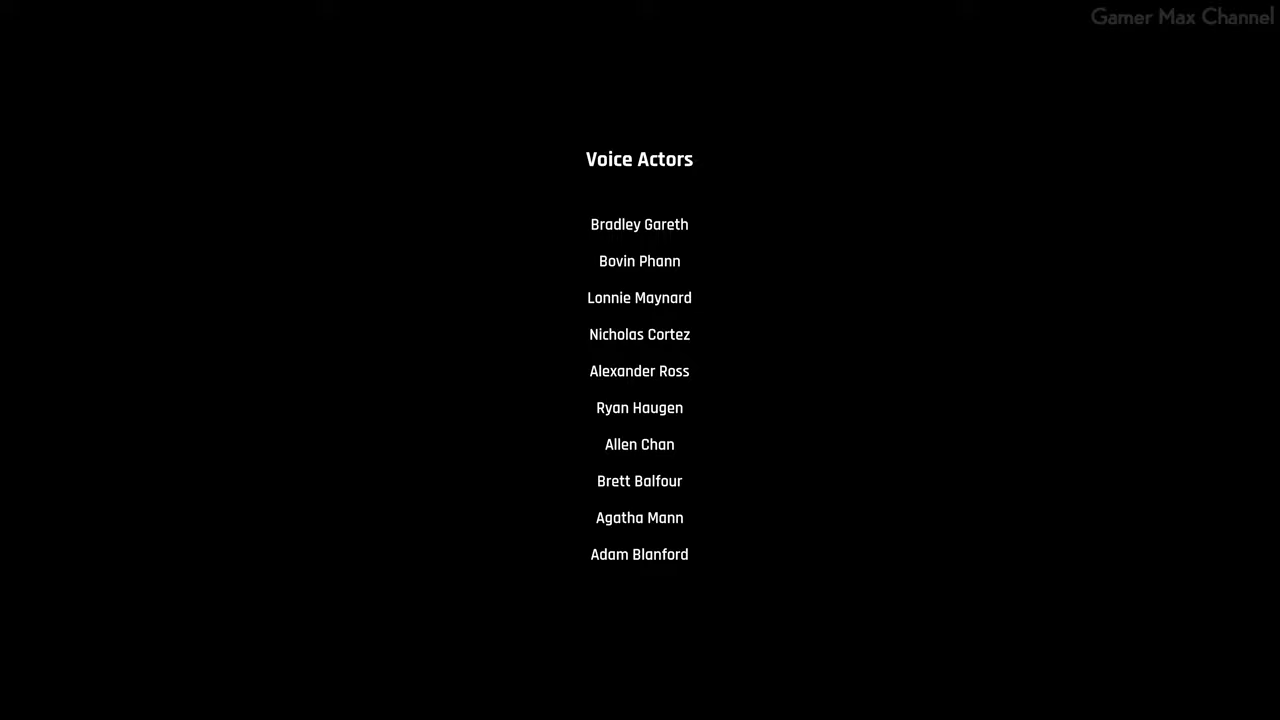 Gamer Max Channel
Voice Actors
Bradley Gareth
Bovin Phann
Lonnie Maynard
Nicholas Cortez
Alexander Ross
Ryan Haugen
Allen Chan
Brett Balfour
Agatha Mann
Adam Blanford